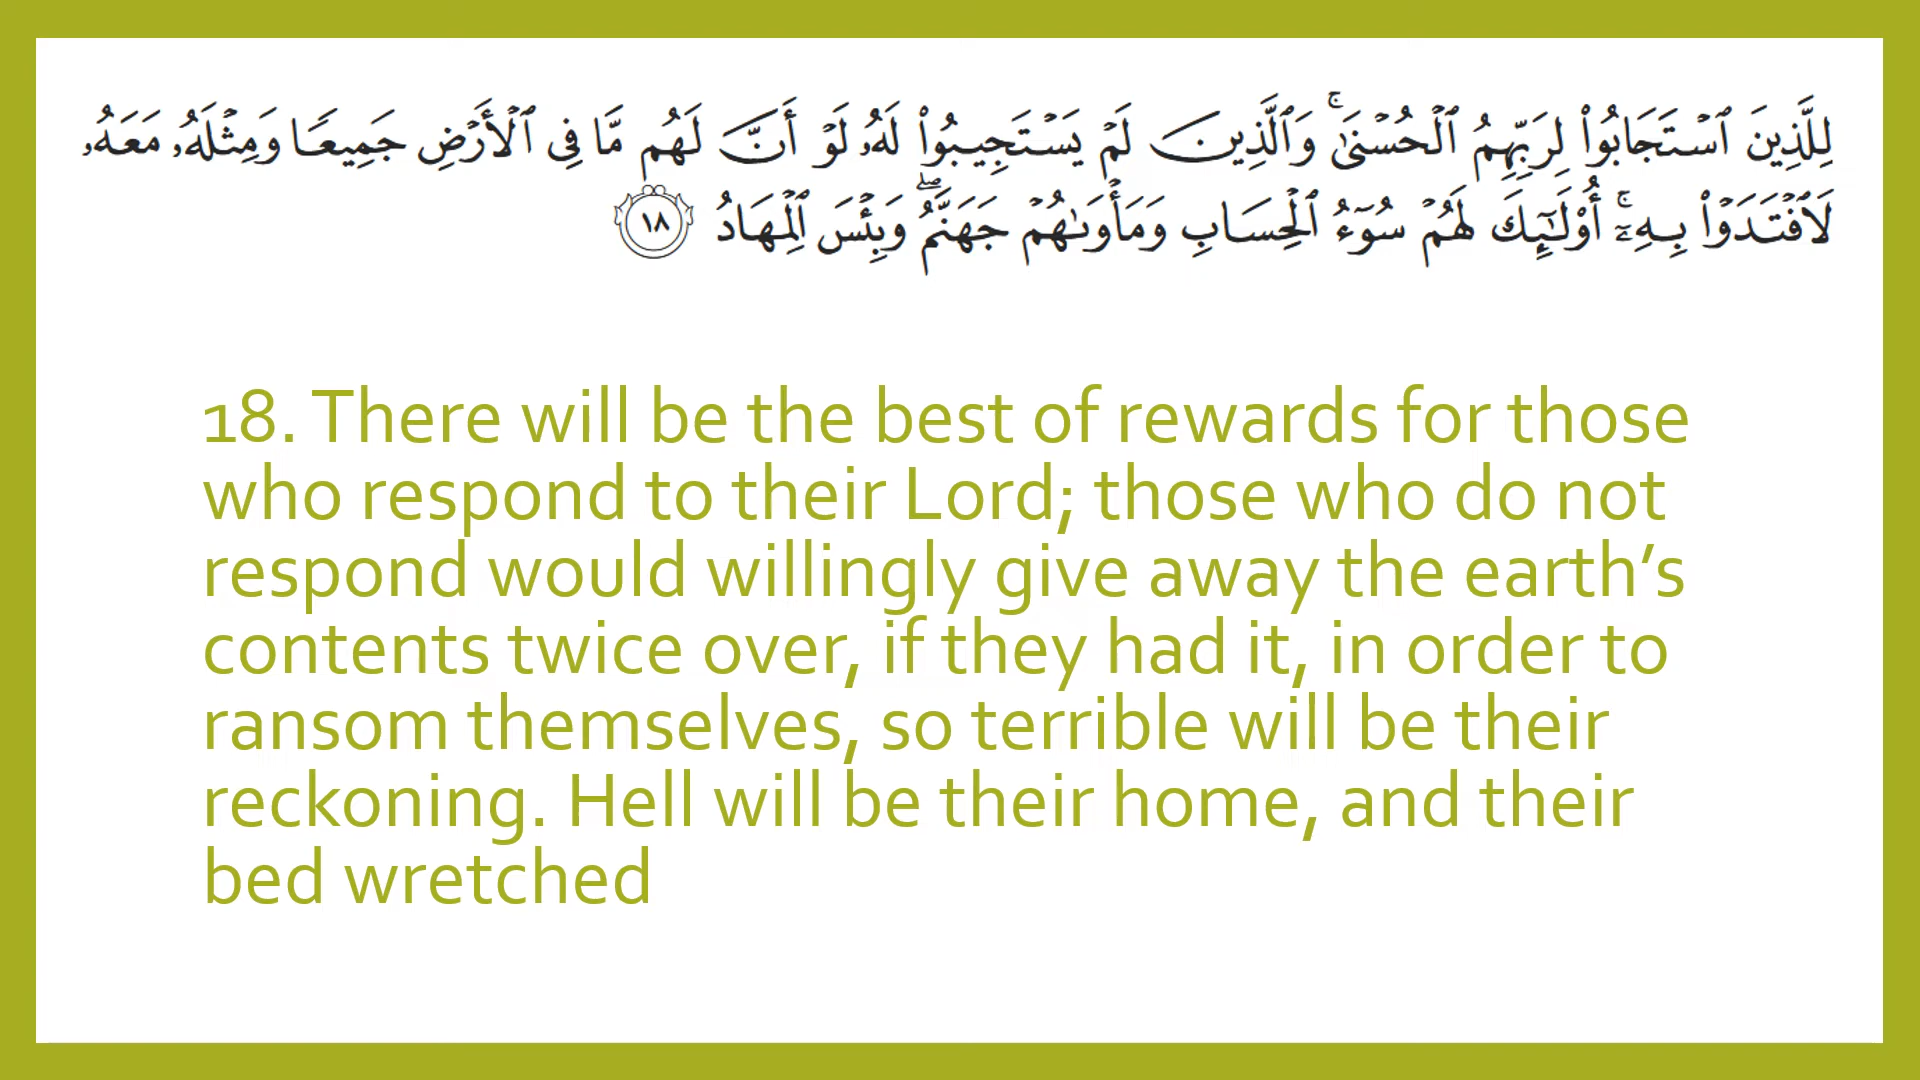 لِلَّذِينَ ٱسْتَجَابُوا۟ لِرَبِّهِمُ ٱلْحُسْنَىٰ ۚ وَٱلَّذِينَ لَمْ يَسْتَجِيبُوا۟ لَهُۥ لَوْ أَنَّ لَهُم مَّا فِى ٱلْأَرْضِ جَمِيعًا وَمِثْلَهُۥ مَعَهُۥ
لَٱفْتَدَوْا۟ بِهِۦٓ ۚ أُو۟لَـٰٓئِكَ لَهُمْ سُوٓءُ ٱلْحِسَابِ وَمَأْوَىٰهُمْ جَهَنَّمُ ۖ وَبِئْسَ ٱلْمِهَادُ ١٨
18. There will be the best of rewards for those
who respond to their Lord; those who do not
respond would willingly give away the earth’s
contents twice over, if they had it, in order to
ransom themselves, so terrible will be their
reckoning. Hell will be their home, and their
bed wretched